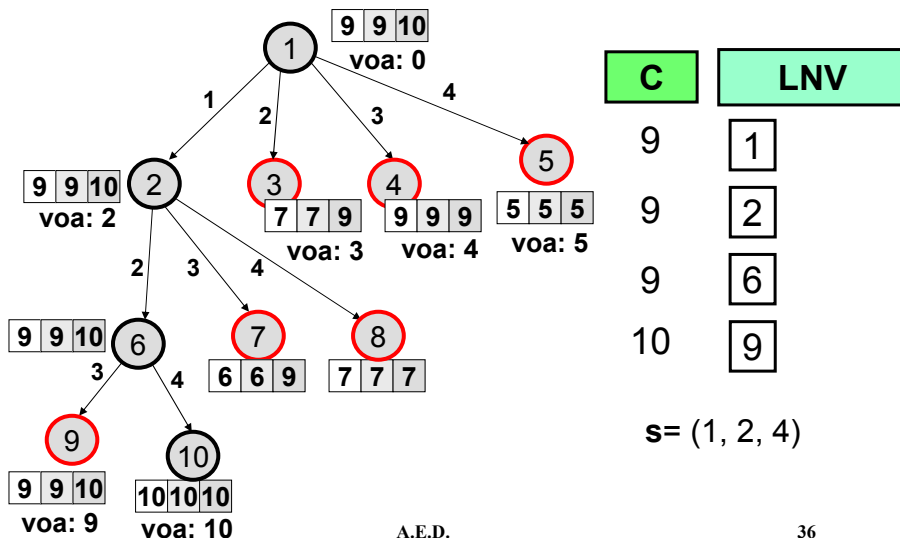 9 9 10
1
voa: 0
C LNV
1 2 3 4
9 1
9 9 10 2
voa: 2
3
7 7 9
voa: 3
4
9 9 9
voa: 4
5
5 5 5
voa: 5
9 2
2 3 4
9 9 10 6
7
6 6 9
8
7 7 7
9 6
10 9
3 4
9
9 9 10
voa: 9
10
10 10 10
voa: 10
s= (1, 2, 4)
A.E.D. 36